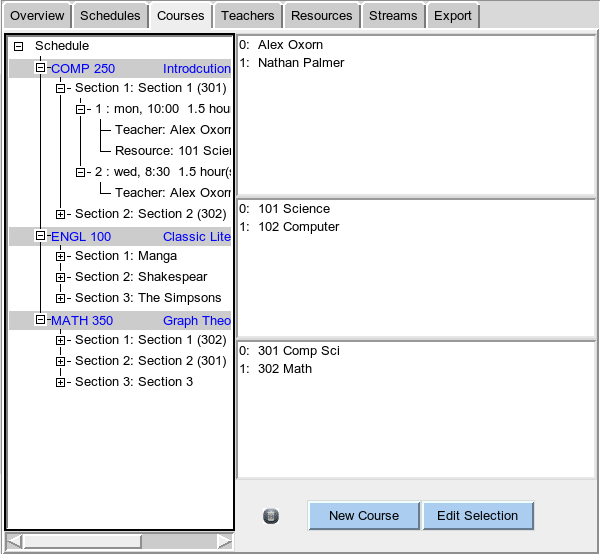 Overview Schedules Courses Teachers Resources Streams Export
Schedule
COMP 250 Introdcution
Section 1: Section 1 (301)
1 : mon, 10:00 1.5 hou
Teacher: Alex Oxorn
Resource: 101 Scien
2 : wed, 8:30 1.5 hour(s
Teacher: Alex Oxorn
Section 2: Section 2 (302)
ENGL 100 Classic Lite
Section 1: Manga
Section 2: Shakespear
Section 3: The Simpsons
MATH 350 Graph Theo
Section 1: Section 1 (302)
Section 2: Section 2 (301)
Section 3: Section 3
0: Alex Oxorn
1: Nathan Palmer
0: 101 Science
1: 102 Computer
0: 301 Comp Sci
1: 302 Math
New Course Edit Selection